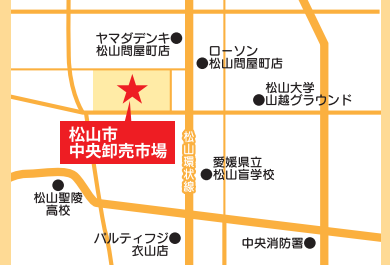 ヤマダデンキ
松山問屋町店
ローソン
松山問屋町店
松山大学
山越グラウンド
松山市
中央卸売市場
松山環状線
愛媛県立
松山盲学校
松山聖陵
高校
パルティフジ
衣山店
中央消防署